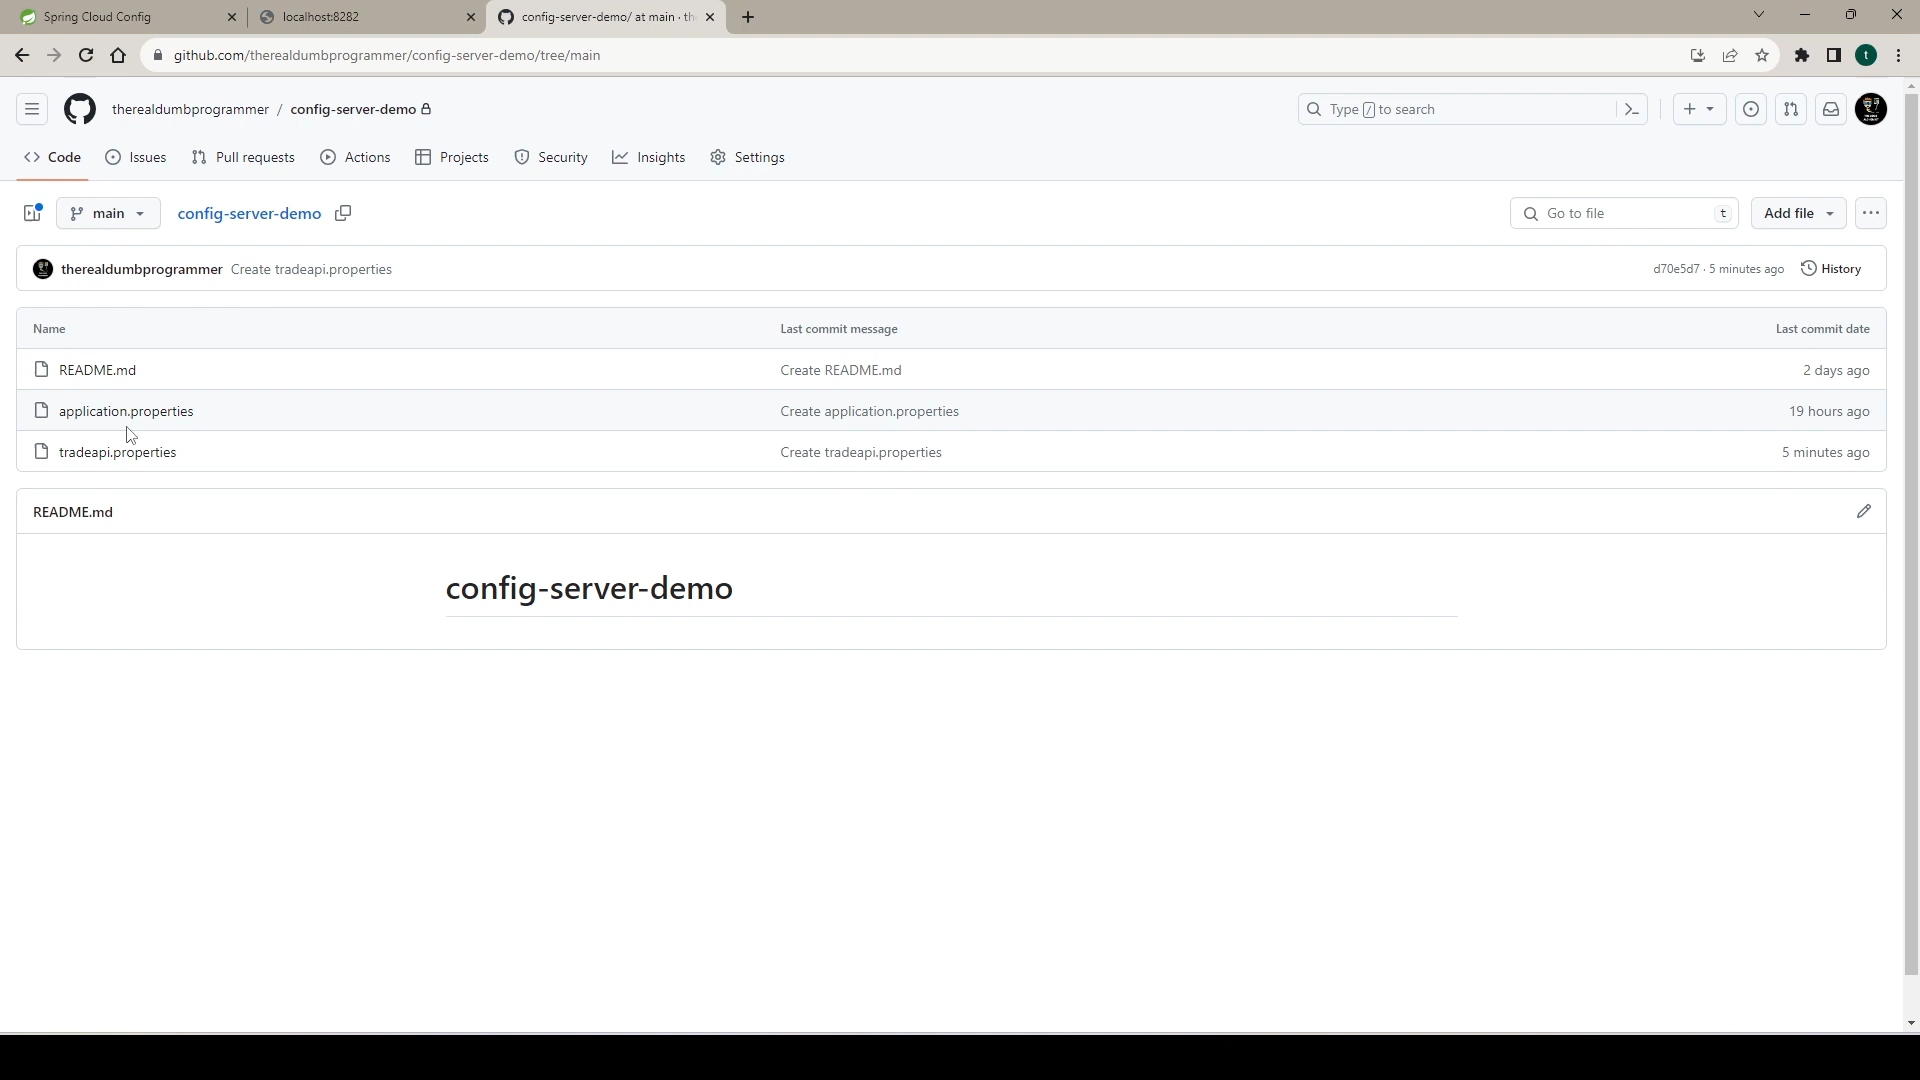 Spring Cloud Config
localhost:8282
config-server-demo/ at main · th
github.com/therealdumbprogrammer/config-server-demo/tree/main
t
therealdumbprogrammer / config-server-demo
Type / to search
Code
Issues
Pull requests
Actions
Projects
Security
Insights
Settings
main
config-server-demo
Go to file
t
Add file
therealdumbprogrammer Create tradeapi.properties
d70e5d7 · 5 minutes ago
History
Name Last commit message Last commit date
README.md Create README.md 2 days ago
application.properties Create application.properties 19 hours ago
tradeapi.properties Create tradeapi.properties 5 minutes ago
README.md
config-server-demo